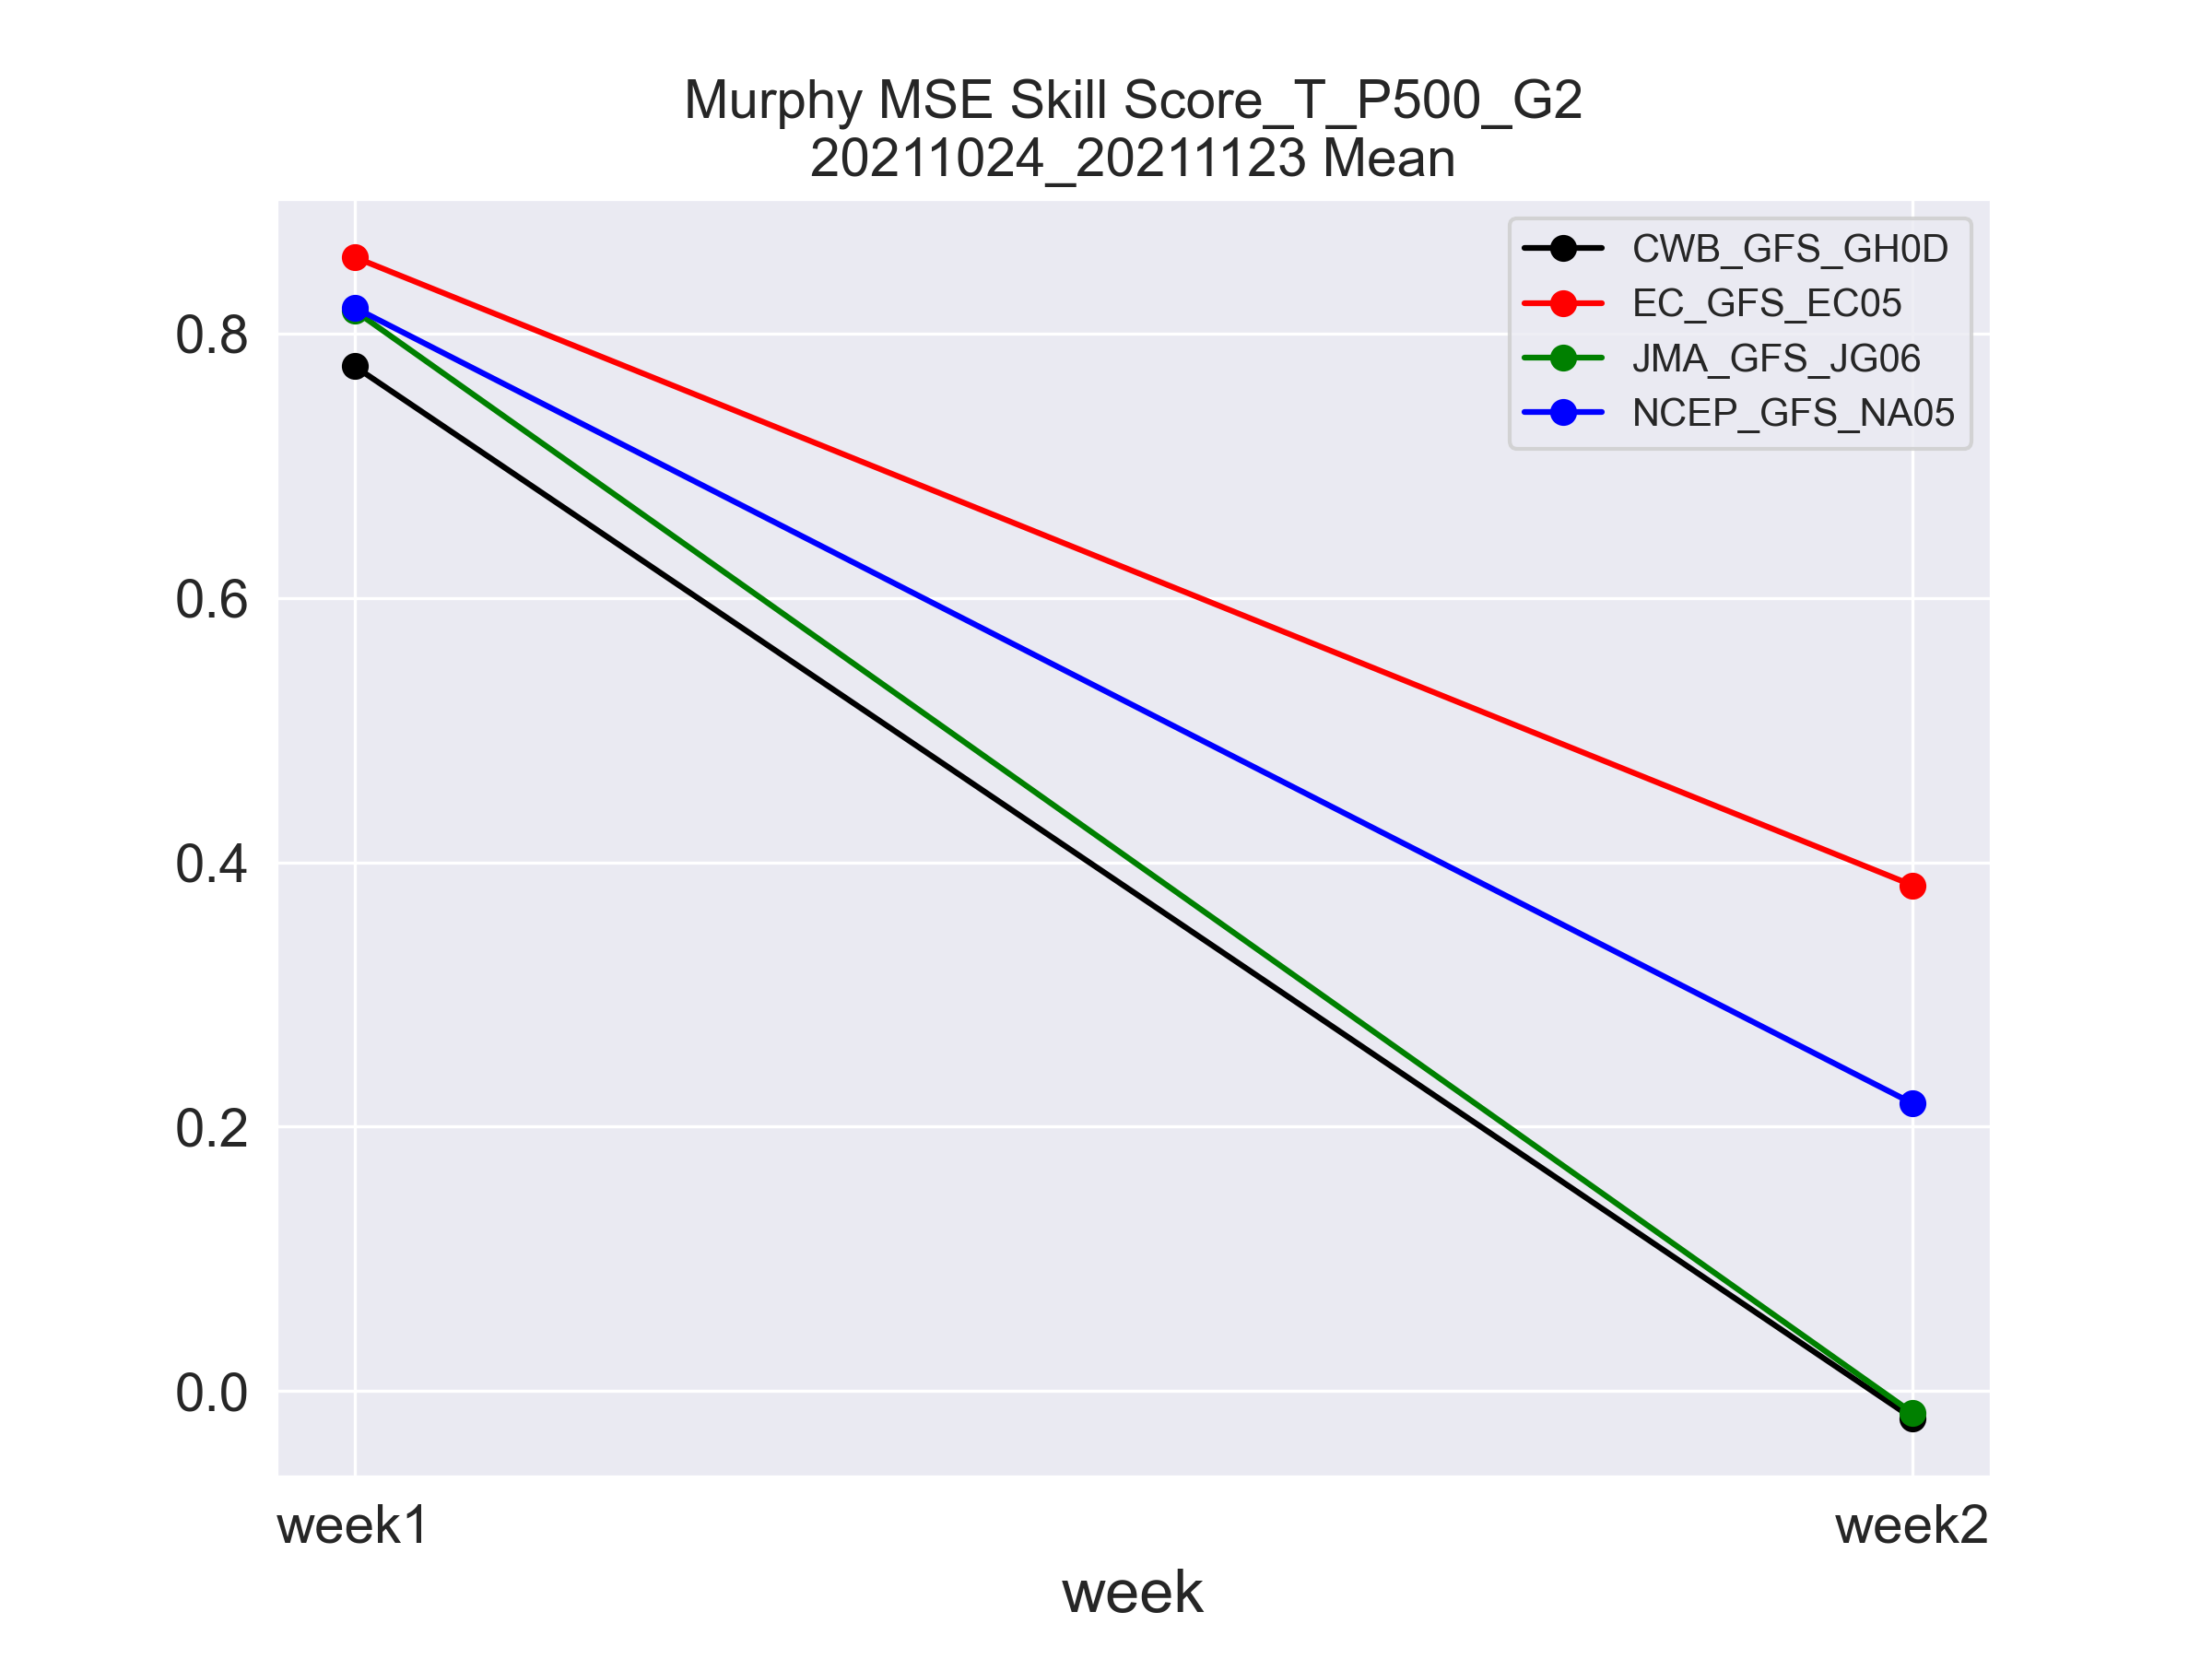 Murphy MSE Skill Score_T_P500_G2
20211024_20211123 Mean
CWB_GFS_GH0D
EC_GFS_EC05
JMA_GFS_JG06
NCEP_GFS_NA05
0.8
0.6
0.4
0.2
0.0
week1 week2
week